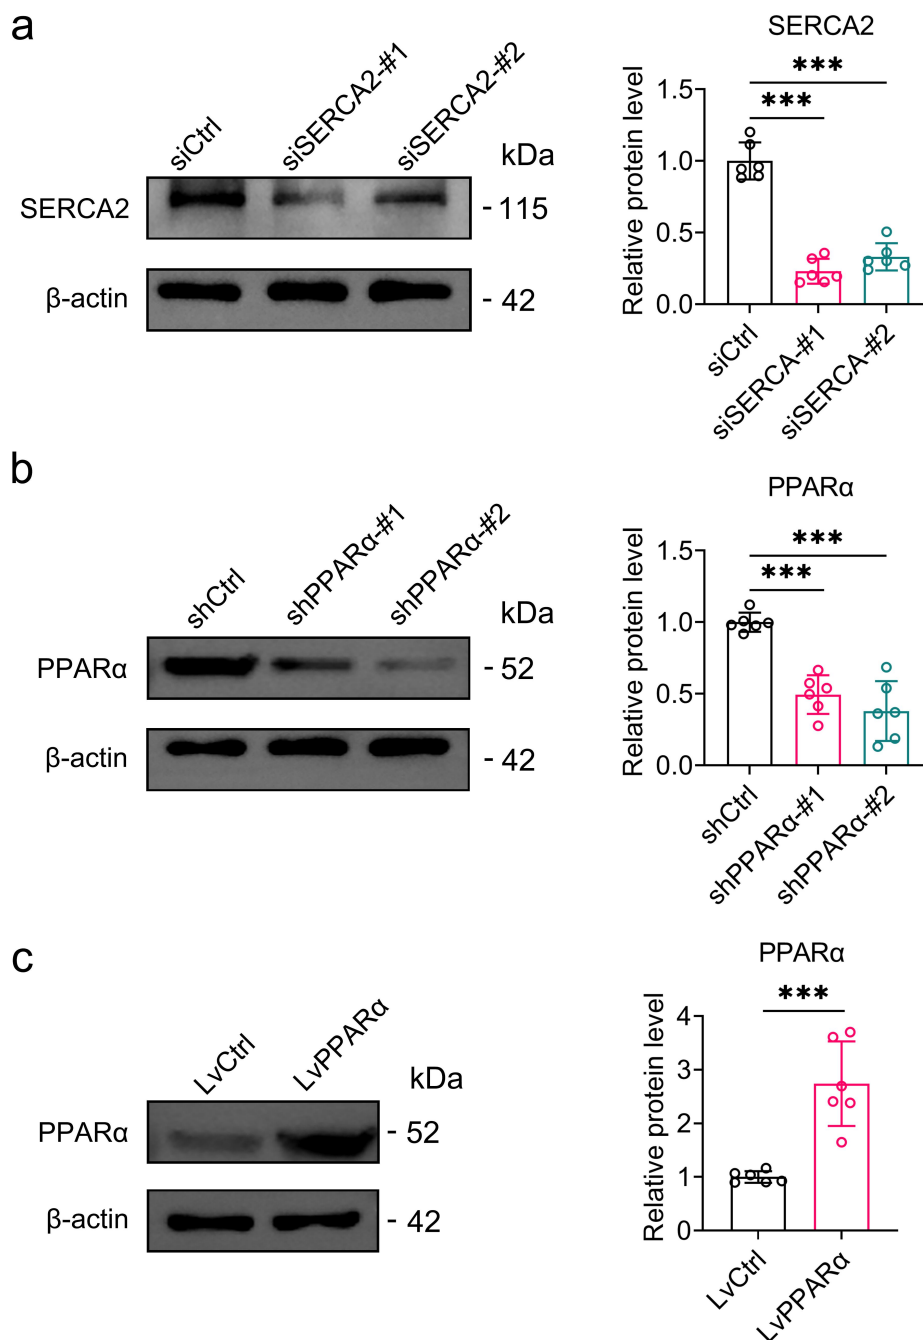 a
siCtrl
siSERCA2-#1
siSERCA2-#2
kDa
SERCA2
- 115
β-actin
- 42
SERCA2
***
***
Relative protein level
1.5
1.0
0.5
0.0
siCtrl
siSERCA-#1
siSERCA-#2
b
shCtrl
shPPARα-#1
shPPARα-#2
kDa
PPARα
- 52
β-actin
- 42
PPARα
***
***
Relative protein level
1.5
1.0
0.5
0.0
shCtrl
shPPARα-#1
shPPARα-#2
c
LvCtrl
LvPPARα
kDa
PPARα
- 52
β-actin
- 42
PPARα
***
Relative protein level
4
3
2
1
0
LvCtrl
LvPPARα